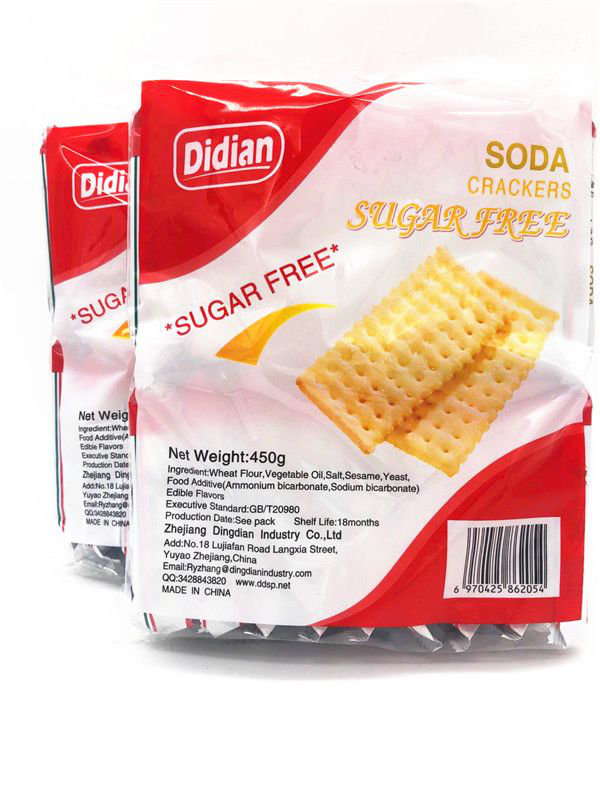 Didian
SODA
CRACKERS
SUGAR FREE
*SUGAR FREE*
Net Weight:450g
Ingredient:Wheat Flour,Vegetable Oil,Salt,Sesame,Yeast,
Food Additive(Ammonium bicarbonate,Sodium bicarbonate)
Edible Flavors
Executive Standard:GB/T20980
Production Date:See pack Shelf Life:18months
Zhejiang Dingdian Industry Co.,Ltd
Add:No.18 Lujiafan Road Langxia Street,
Yuyao Zhejiang,China
Email:Ryzhang@dingdianindustry.com
QQ:3428843820 www.ddsp.net
MADE IN CHINA
6 970425 862054
Didia
*SUGA
Net Weig
Ingredient:Whe
Food Additive(A
Edible Flavors
Executive Stand
Production Date
Zhejiang Ding
Add:No.18 Lujia
Yuyao Zhejiang
Email:Ryzhang@
QQ:3428843820
MADE IN CHINA
SODA